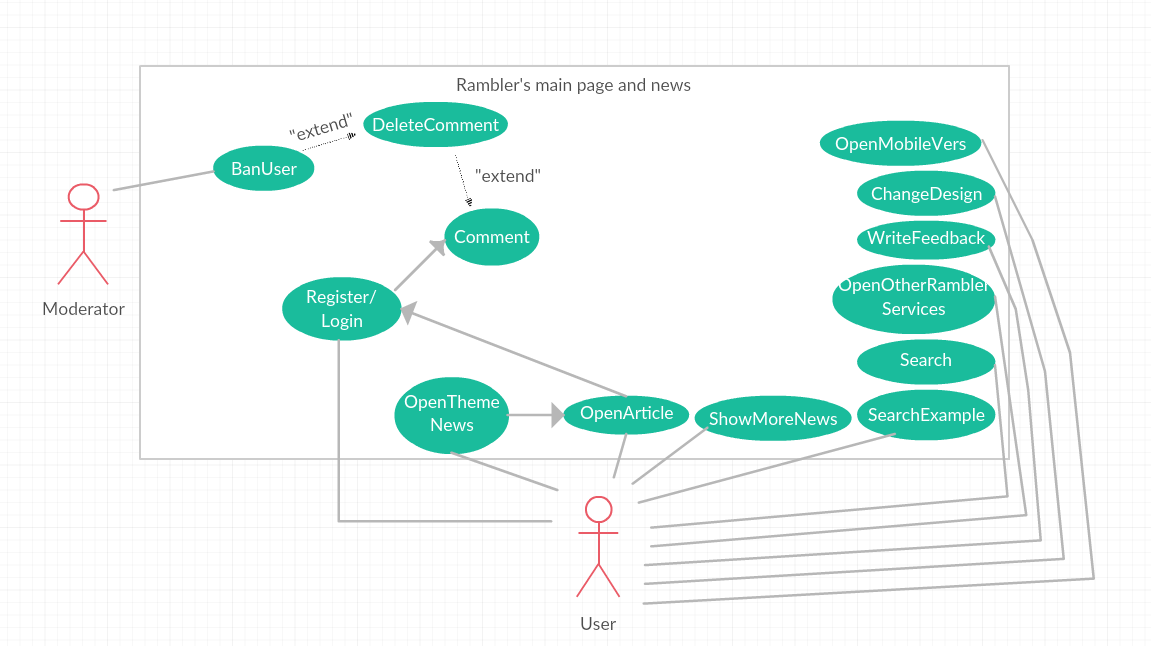 Rambler's main page and news
"extend"
DeleteComment
BanUser
"extend"
Comment
Moderator
Register/
Login
OpenMobileVers
ChangeDesign
WriteFeedback
OpenOtherRambler
Services
Search
SearchExample
OpenTheme
News
OpenArticle
ShowMoreNews
User